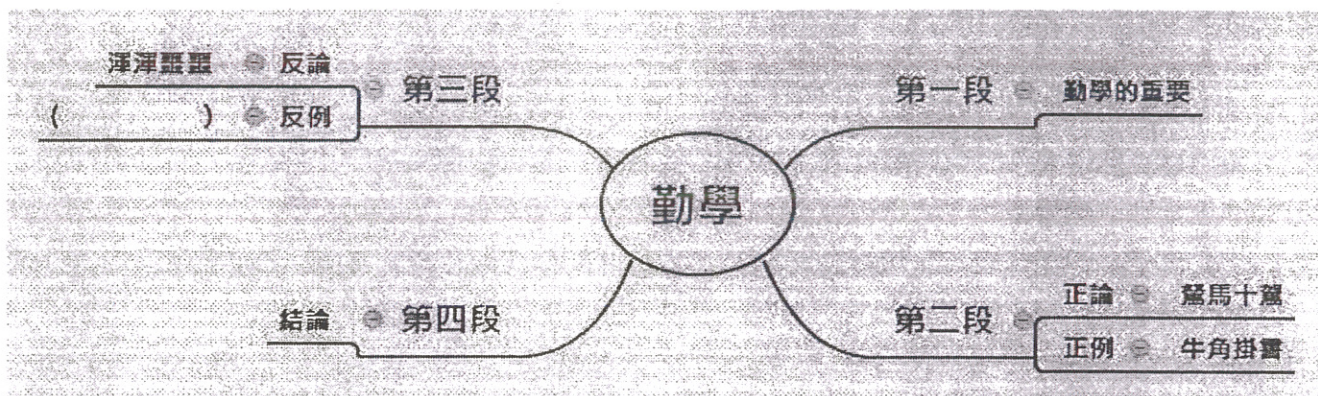 勤學
第一段
勤學的重要
第二段
正論 駑馬十駕
正例 牛角掛書
第三段
渾渾噩噩 反論
( ) 反例
第四段
結論